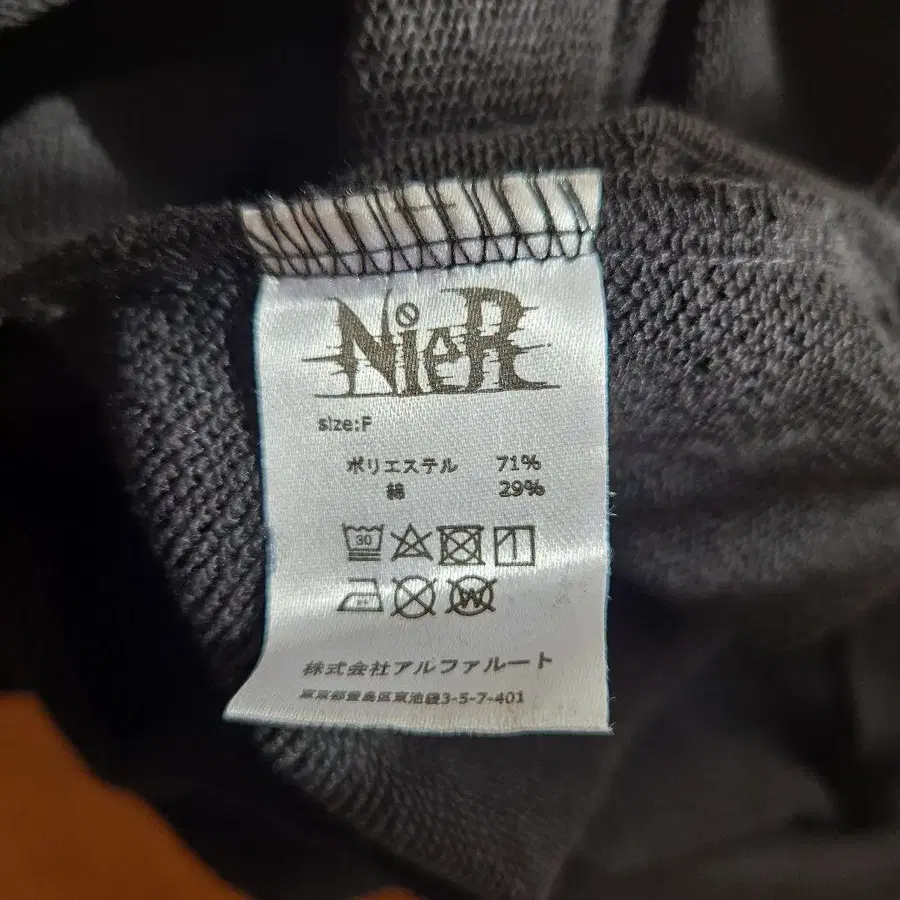 NieR
size:F
ポリエステル 71%
綿 29%
30
W
株式会社アルファルート
東京都豊島区東池袋3-5-7-401